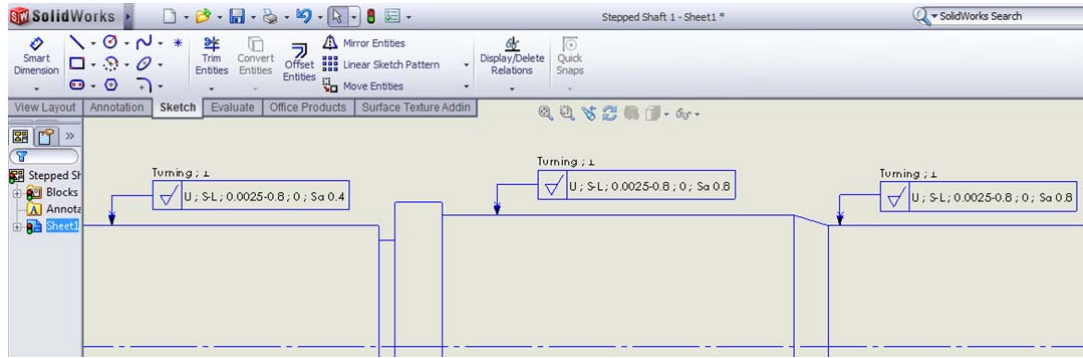 SolidWorks
Stepped Shaft 1 - Sheet1 *
SolidWorks Search
Smart Dimension
Trim Entities
Convert Entities
Offset Entities
Mirror Entities
Linear Sketch Pattern
Move Entities
Display/Delete Relations
Quick Snaps
View Layout
Annotation
Sketch
Evaluate
Office Products
Surface Texture Addin
Stepped Sh
Blocks
Annota
Sheet1
Turning ; ⊥
U ; S-L ; 0.0025-0.8 ; 0 ; Sa 0.4
Turning ; ⊥
U ; S-L ; 0.0025-0.8 ; 0 ; Sa 0.8
Turning ; ⊥
U ; S-L ; 0.0025-0.8 ; 0 ; Sa 0.8